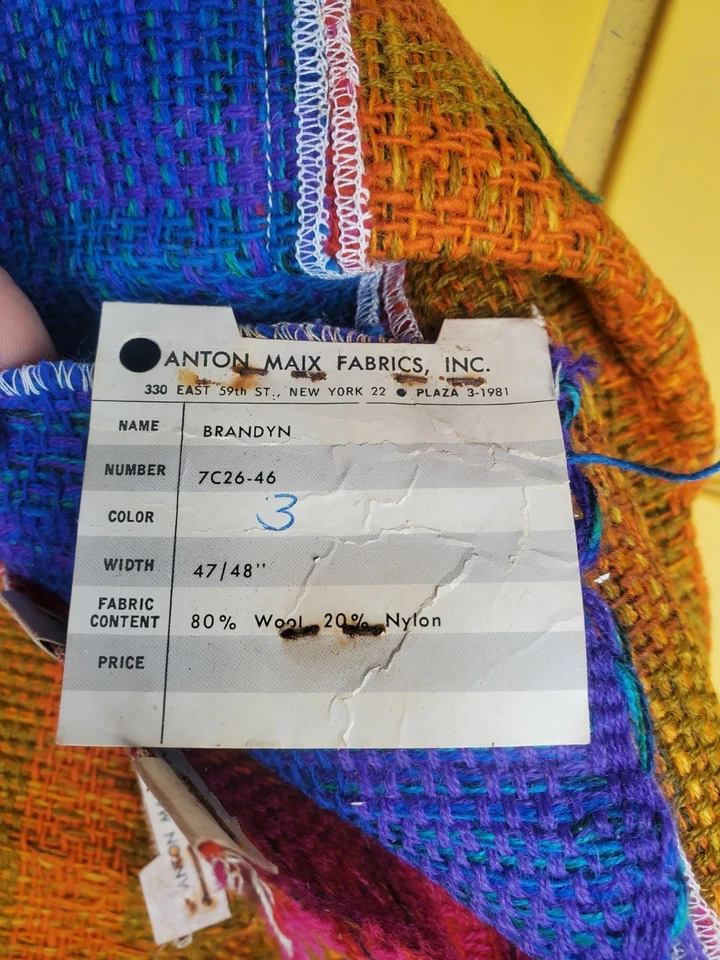 ANTON MAIX FABRICS, INC.
330 EAST 59th ST., NEW YORK 22 ● PLAZA 3-1981
NAME BRANDYN
NUMBER 7C26-46
COLOR 3
WIDTH 47/48"
FABRIC CONTENT 80% Wool 20% Nylon
PRICE
ANTON